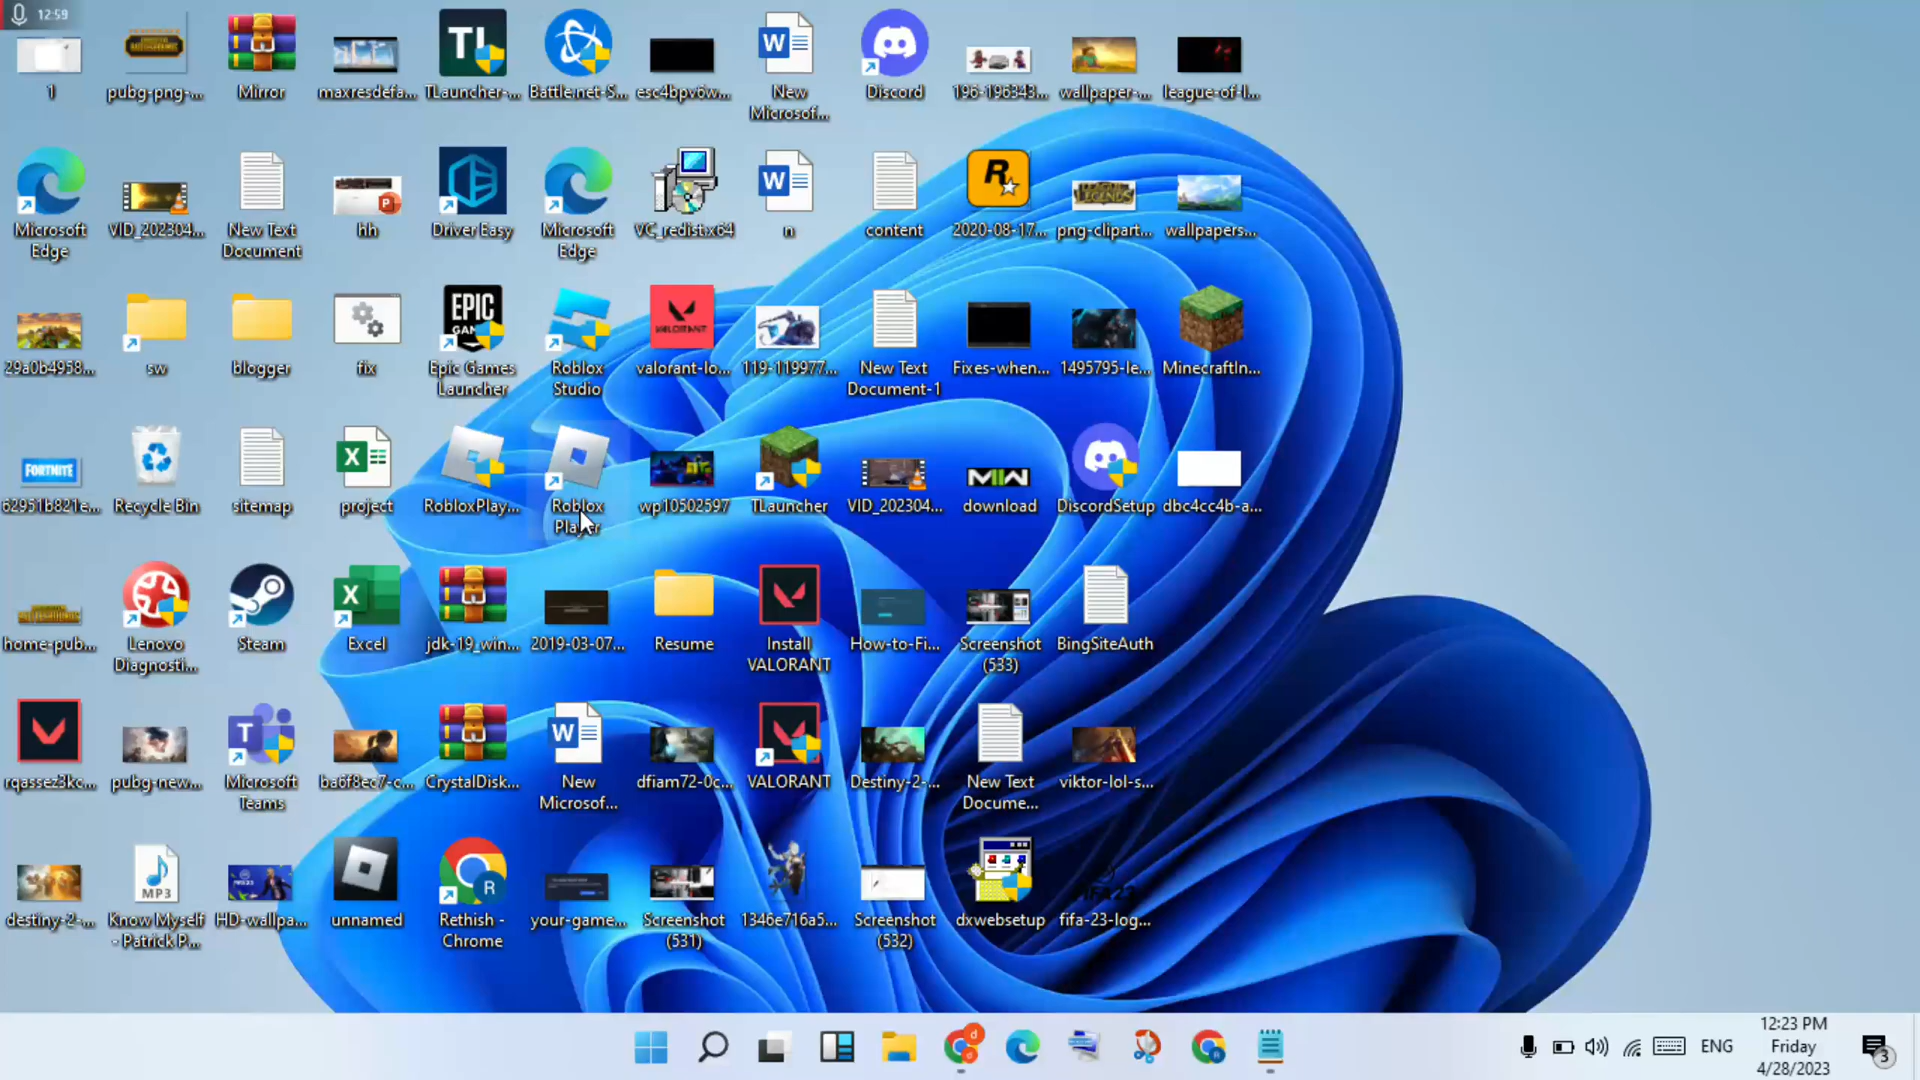 12:59
1
pubg-png-...
Mirror
maxresdefa...
TLauncher-...
Battle.net-S...
esc4bpv6w...
New
Microsof...
Discord
196-196343...
wallpaper-...
league-of-l...
Microsoft
Edge
VID_202304...
New Text
Document
hh
Driver Easy
Microsoft
Edge
VC_redist.x64
n
content
2020-08-17...
png-clipart...
wallpapers...
29a0b4958...
sw
blogger
fix
Epic Games
Launcher
Roblox
Studio
valorant-lo...
119-119977...
New Text
Document-1
Fixes-when...
1495795-le...
MinecraftIn...
FORTNITE
62951b821e...
Recycle Bin
sitemap
project
RobloxPlay...
Roblox
Player
wp10502597
TLauncher
VID_202304...
download
DiscordSetup
dbc4cc4b-a...
home-pub...
Lenovo
Diagnosti...
Steam
Excel
jdk-19_win...
2019-03-07...
Resume
Install
VALORANT
How-to-Fi...
Screenshot
(533)
BingSiteAuth
rqassez3kc...
pubg-new...
Microsoft
Teams
ba6f8ec7-c...
CrystalDisk...
New
Microsof...
dfiam72-0c...
VALORANT
Destiny-2-...
New Text
Docume...
viktor-lol-s...
destiny-2-...
Know Myself
- Patrick P...
HD-wallpa...
unnamed
Rethish -
Chrome
your-game...
Screenshot
(531)
1346e716a5...
Screenshot
(532)
dxwebsetup
fifa-23-log...
ENG
12:23 PM
Friday
4/28/2023
3